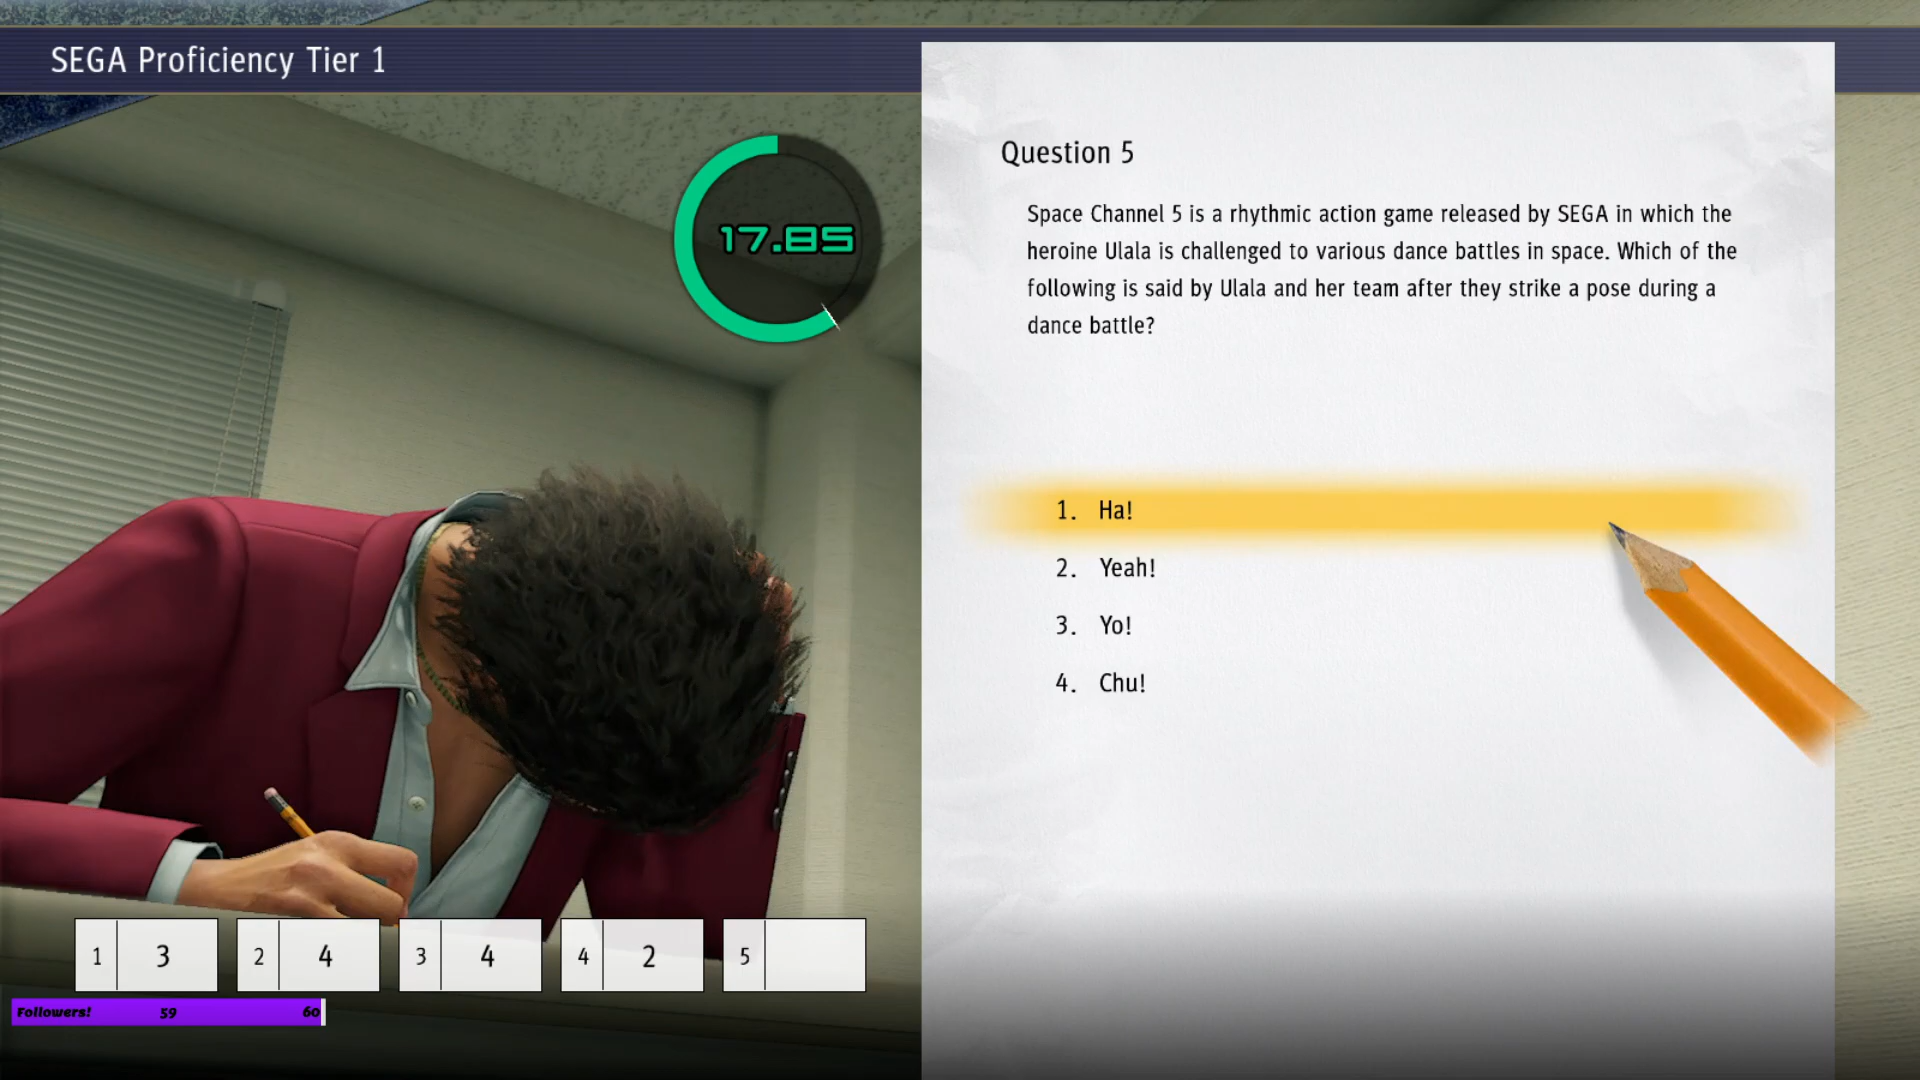 SEGA Proficiency Tier 1
17.85
Question 5
Space Channel 5 is a rhythmic action game released by SEGA in which the
heroine Ulala is challenged to various dance battles in space. Which of the
following is said by Ulala and her team after they strike a pose during a
dance battle?
1. Ha!
2. Yeah!
3. Yo!
4. Chu!
1 3 2 4 3 4 4 2 5
Followers! 59 60